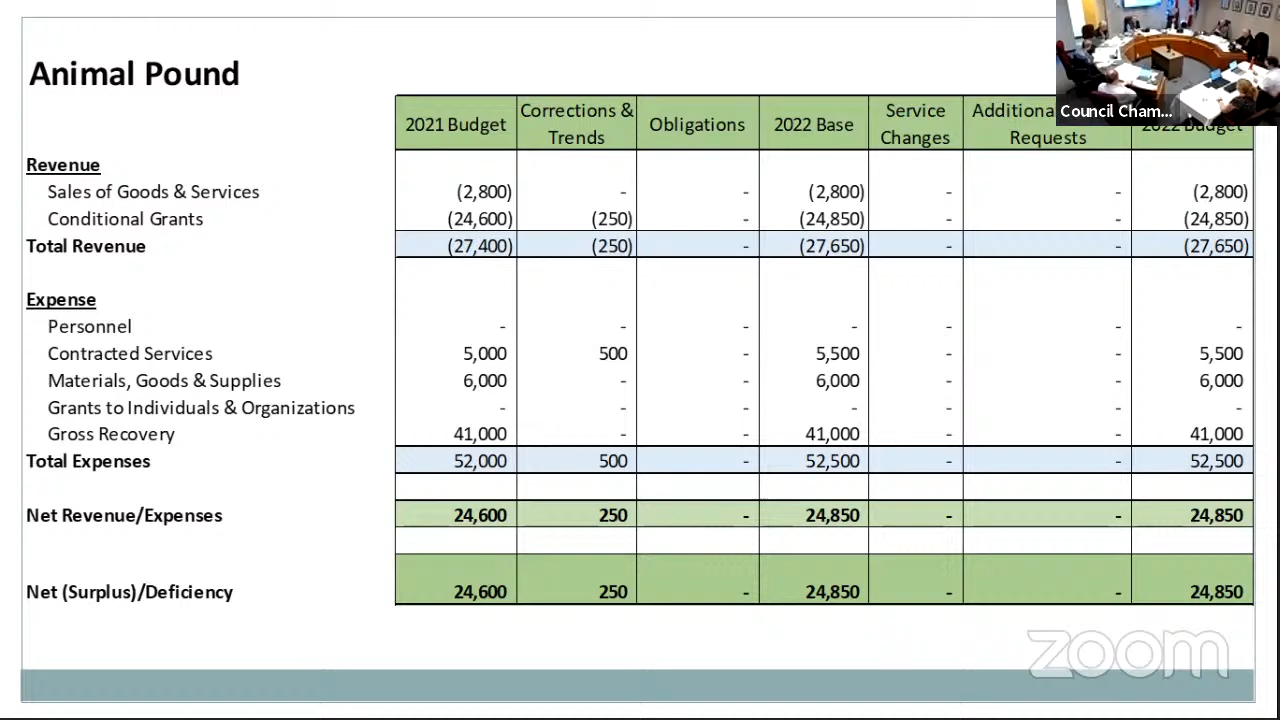 Animal Pound
Council Cham...
2021 Budget Corrections & Trends Obligations 2022 Base Service Changes Additiona Requests 2022 Budget
Revenue
Sales of Goods & Services (2,800) - - (2,800) - - (2,800)
Conditional Grants (24,600) (250) - (24,850) - - (24,850)
Total Revenue (27,400) (250) - (27,650) - - (27,650)
Expense
Personnel - - - - - - -
Contracted Services 5,000 500 - 5,500 - - 5,500
Materials, Goods & Supplies 6,000 - - 6,000 - - 6,000
Grants to Individuals & Organizations - - - - - - -
Gross Recovery 41,000 - - 41,000 - - 41,000
Total Expenses 52,000 500 - 52,500 - - 52,500
Net Revenue/Expenses 24,600 250 - 24,850 - - 24,850
Net (Surplus)/Deficiency 24,600 250 - 24,850 - - 24,850
zoom